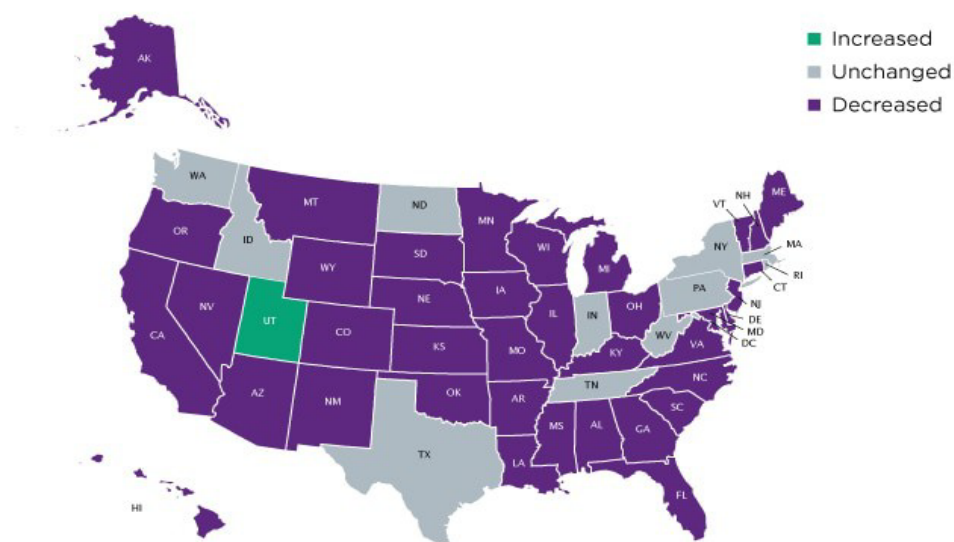 AK
Increased
Unchanged
Decreased
WA
MT
ND
MN
VT
NH
ME
OR
ID
WY
SD
WI
MI
NY
MA
RI
CT
NV
UT
CO
NE
IA
IL
IN
OH
PA
NJ
DE
MD
DC
CA
KS
MO
KY
WV
VA
AZ
NM
OK
AR
TN
NC
SC
TX
LA
MS
AL
GA
FL
HI